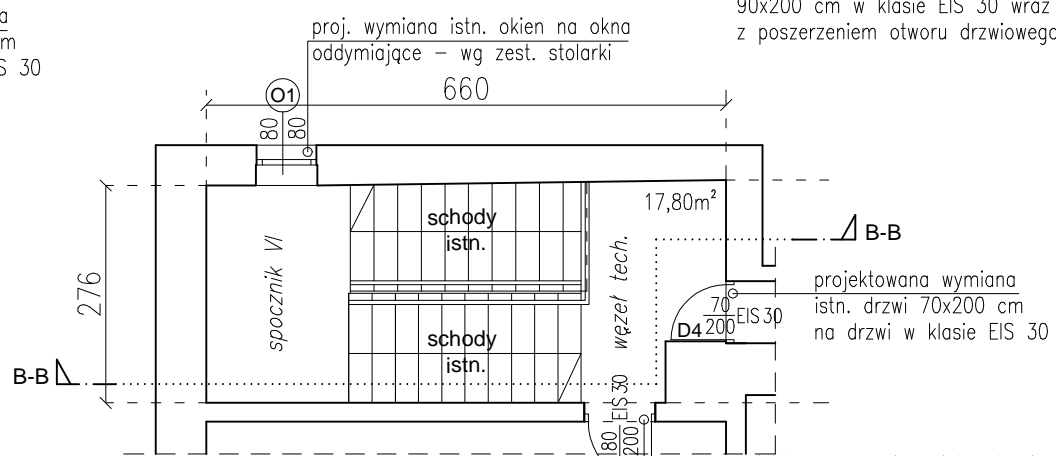 90x200 cm w klasie EIS 30 wraz
z poszerzeniem otworu drzwiowego
a
m
S 30
proj. wymiana istn. okien na okna
oddymiające – wg zest. stolarki
660
O1
80
80
17,80m²
schody
istn.
B-B
spocznik VI
węzeł tech.
276
projektowana wymiana
istn. drzwi 70x200 cm
na drzwi w klasie EIS 30
70
200
EIS 30
D4
schody
istn.
B-B
80
200
EIS 30